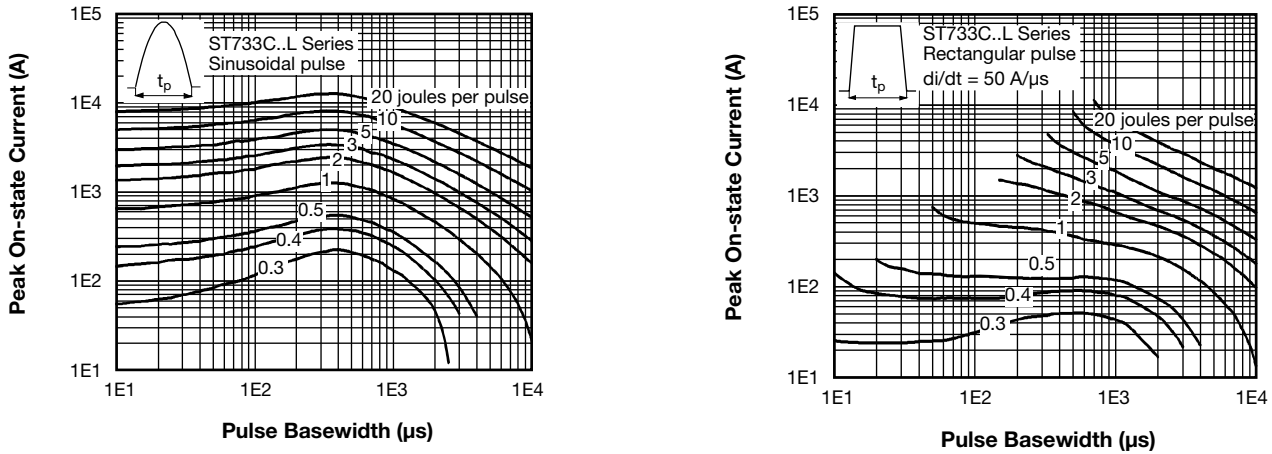 Peak On-state Current (A)
1E5
1E4
1E3
1E2
1E1
tp
ST733C..L Series
Sinusoidal pulse
20 joules per pulse
10
5
3
2
1
0.5
0.4
0.3
1E1
1E2
1E3
1E4
Pulse Basewidth (µs)
Peak On-state Current (A)
1E5
1E4
1E3
1E2
1E1
tp
ST733C..L Series
Rectangular pulse
di/dt = 50 A/µs
20 joules per pulse
10
5
3
2
1
0.5
0.4
0.3
1E1
1E2
1E3
1E4
Pulse Basewidth (µs)